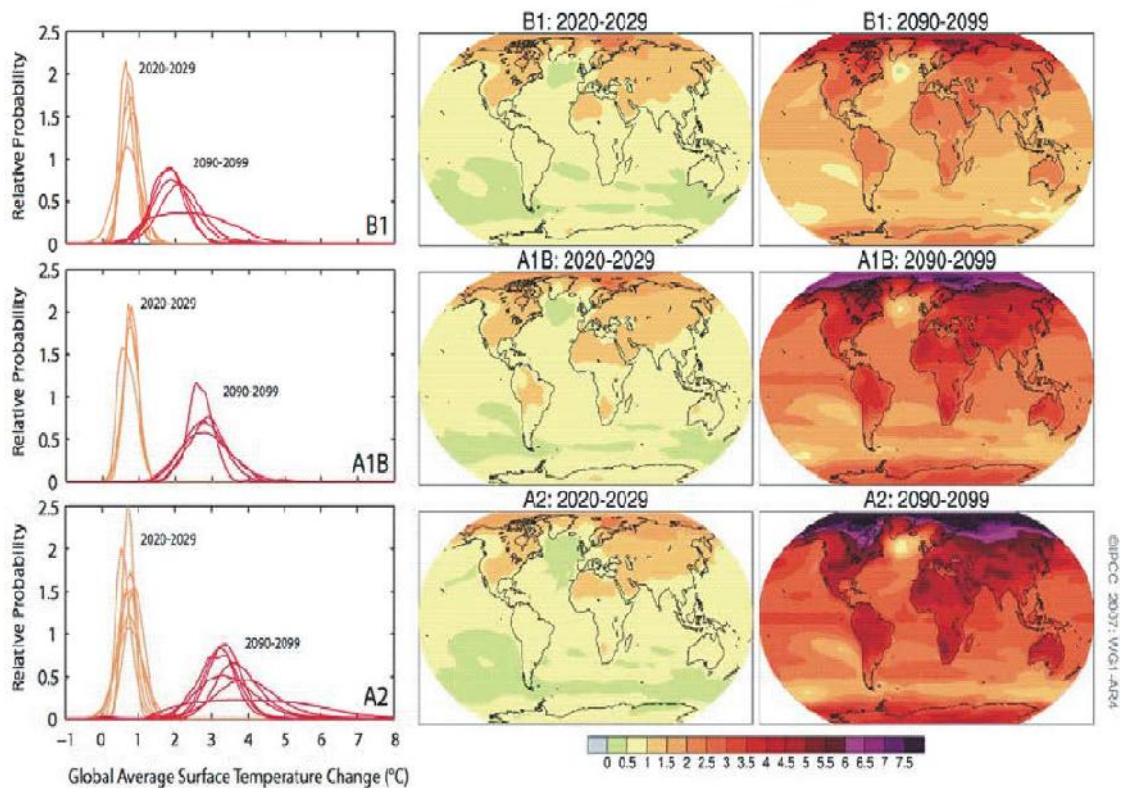 B1: 2020-2029
B1: 2090-2099
Relative Probability
2.5
2
1.5
1
0.5
0
2020-2029
2090-2099
B1
A1B: 2020-2029
A1B: 2090-2099
Relative Probability
2.5
2
1.5
1
0.5
0
2020-2029
2090-2099
A1B
A2: 2020-2029
A2: 2090-2099
Relative Probability
2.5
2
1.5
1
0.5
0
2020-2029
2090-2099
A2
-1 0 1 2 3 4 5 6 7 8
Global Average Surface Temperature Change (°C)
0 0.5 1 1.5 2 2.5 3 3.5 4 4.5 5 5.5 6 6.5 7 7.5
©IPCC 2007: WG1-AR4